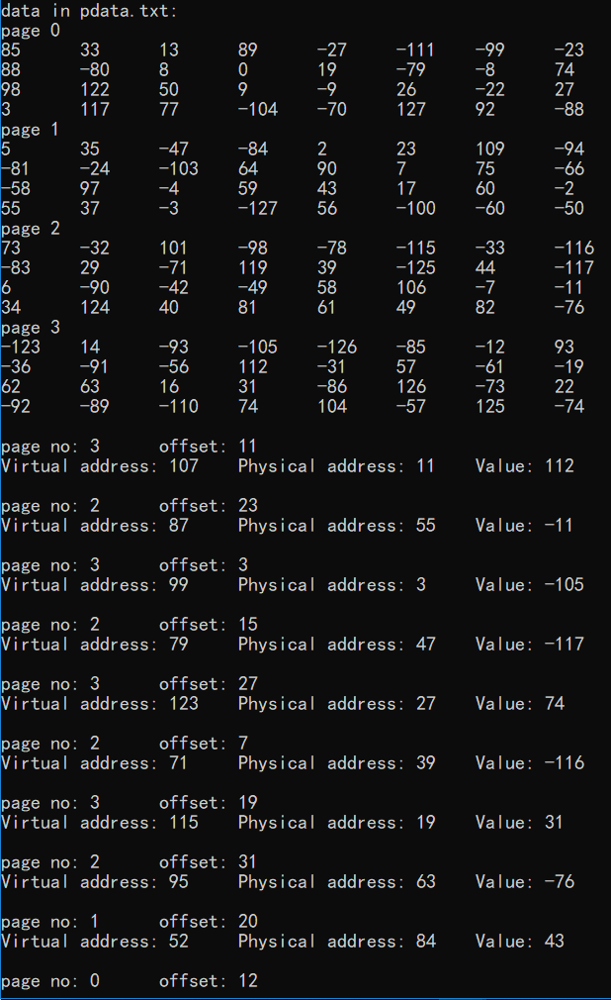 data in pdata.txt:
page 0
85 33 13 89 -27 -111 -99 -23
88 -80 8 0 19 -79 -8 74
98 122 50 9 -9 26 -22 27
3 117 77 -104 -70 127 92 -88
page 1
5 35 -47 -84 2 23 109 -94
-81 -24 -103 64 90 7 75 -66
-58 97 -4 59 43 17 60 -2
55 37 -3 -127 56 -100 -60 -50
page 2
73 -32 101 -98 -78 -115 -33 -116
-83 29 -71 119 39 -125 44 -117
6 -90 -42 -49 58 106 -7 -11
34 124 40 81 61 49 82 -76
page 3
-123 14 -93 -105 -126 -85 -12 93
-36 -91 -56 112 -31 57 -61 -19
62 63 16 31 -86 126 -73 22
-92 -89 -110 74 104 -57 125 -74
page no: 3 offset: 11
Virtual address: 107 Physical address: 11 Value: 112
page no: 2 offset: 23
Virtual address: 87 Physical address: 55 Value: -11
page no: 3 offset: 3
Virtual address: 99 Physical address: 3 Value: -105
page no: 2 offset: 15
Virtual address: 79 Physical address: 47 Value: -117
page no: 3 offset: 27
Virtual address: 123 Physical address: 27 Value: 74
page no: 2 offset: 7
Virtual address: 71 Physical address: 39 Value: -116
page no: 3 offset: 19
Virtual address: 115 Physical address: 19 Value: 31
page no: 2 offset: 31
Virtual address: 95 Physical address: 63 Value: -76
page no: 1 offset: 20
Virtual address: 52 Physical address: 84 Value: 43
page no: 0 offset: 12